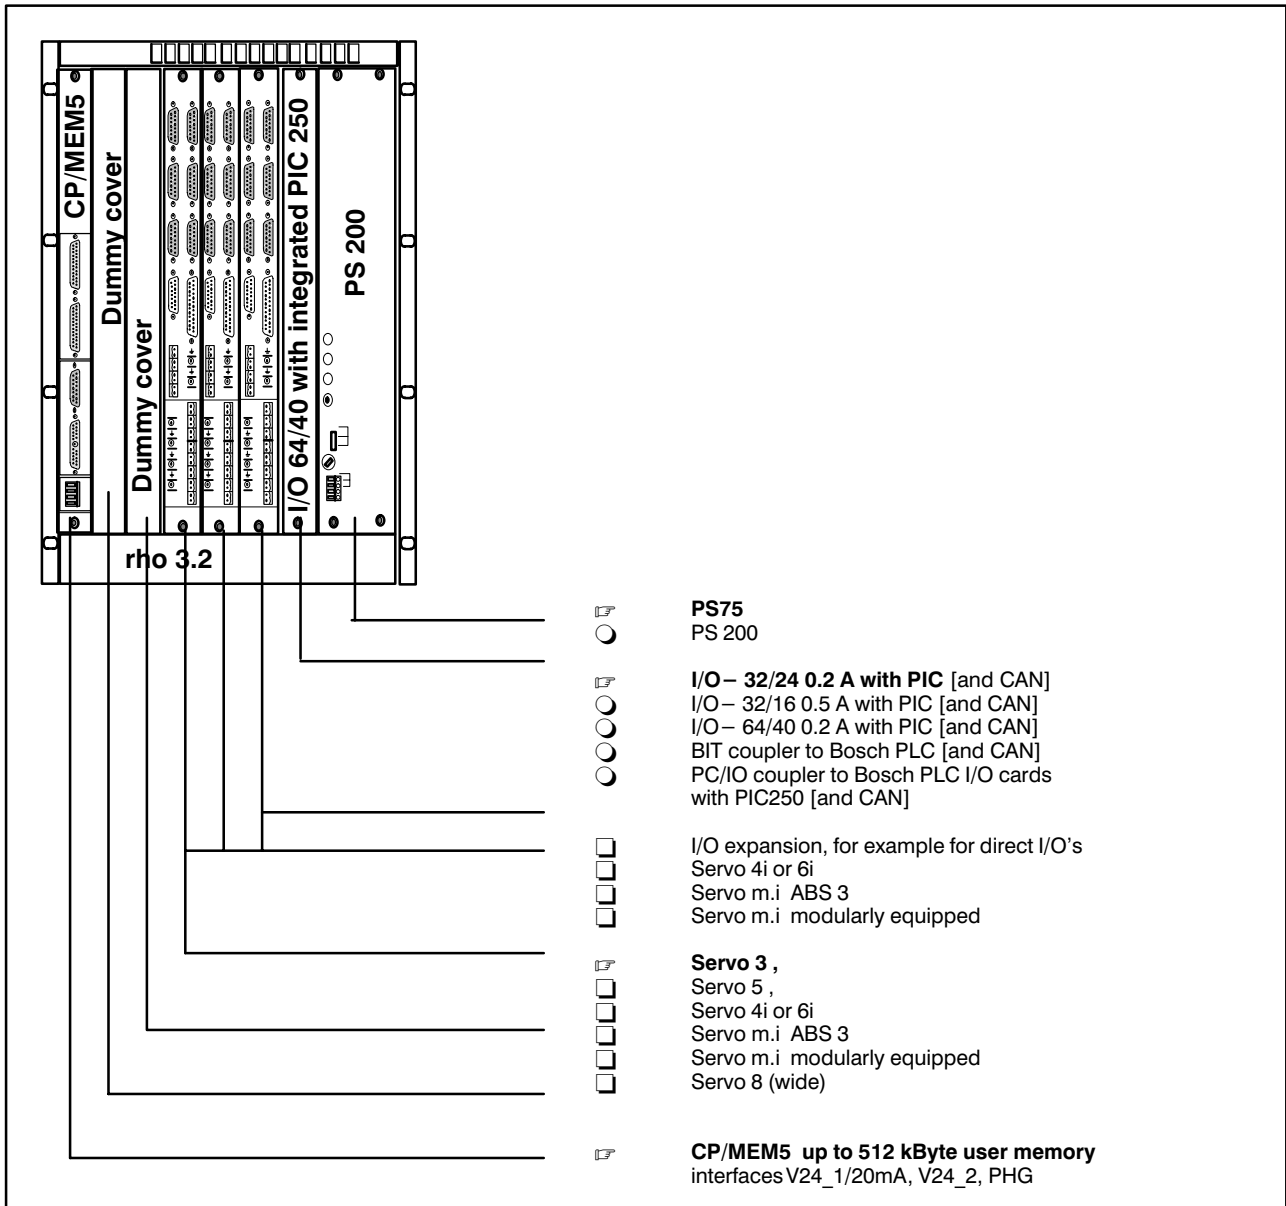 CP/MEM5
Dummy cover
Dummy cover
I/O 64/40 with integrated PIC 250
PS 200
rho 3.2
PS75
PS 200
I/O– 32/24 0.2 A with PIC [and CAN]
I/O– 32/16 0.5 A with PIC [and CAN]
I/O– 64/40 0.2 A with PIC [and CAN]
BIT coupler to Bosch PLC [and CAN]
PC/IO coupler to Bosch PLC I/O cards
with PIC250 [and CAN]
I/O expansion, for example for direct I/O's
Servo 4i or 6i
Servo m.i ABS 3
Servo m.i modularly equipped
Servo 3 ,
Servo 5 ,
Servo 4i or 6i
Servo m.i ABS 3
Servo m.i modularly equipped
Servo 8 (wide)
CP/MEM5 up to 512 kByte user memory
interfaces V24_1/20mA, V24_2, PHG